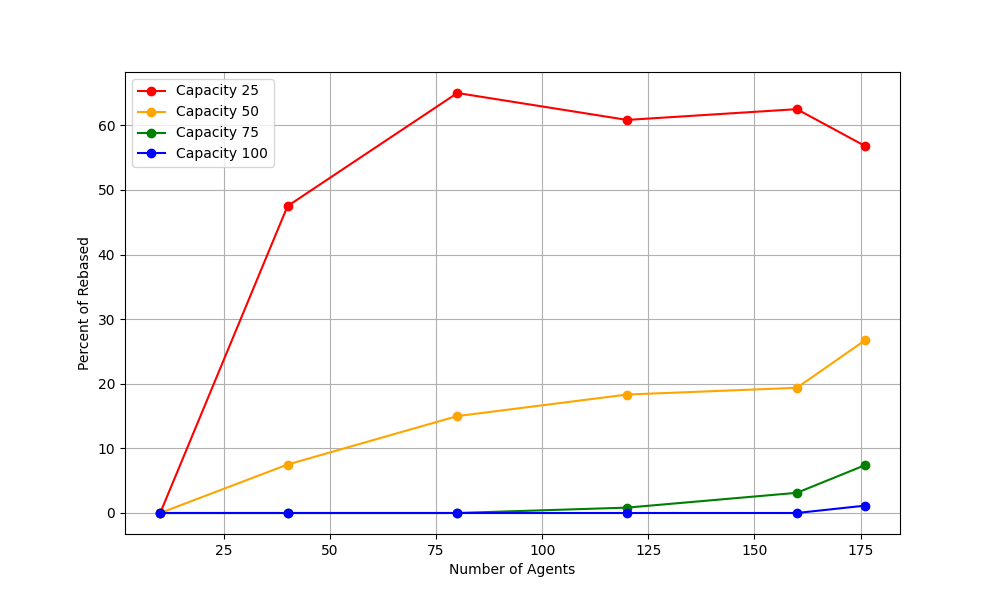 Capacity 25
Capacity 50
Capacity 75
Capacity 100
Percent of Rebased
60
50
40
30
20
10
0
25 50 75 100 125 150 175
Number of Agents